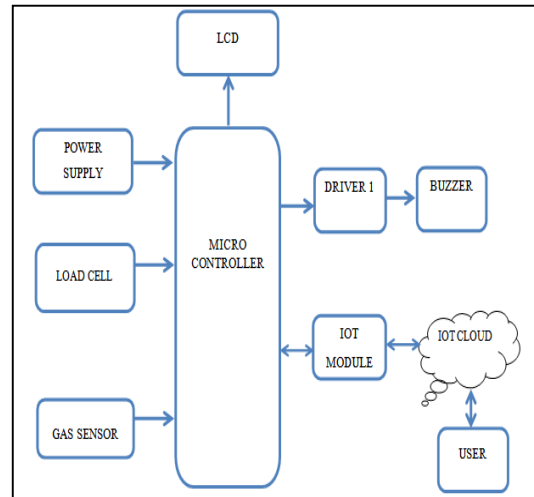 LCD
POWER
SUPPLY
DRIVER 1
BUZZER
MICRO
CONTROLLER
LOAD CELL
IOT
MODULE
IOT CLOUD
GAS SENSOR
USER